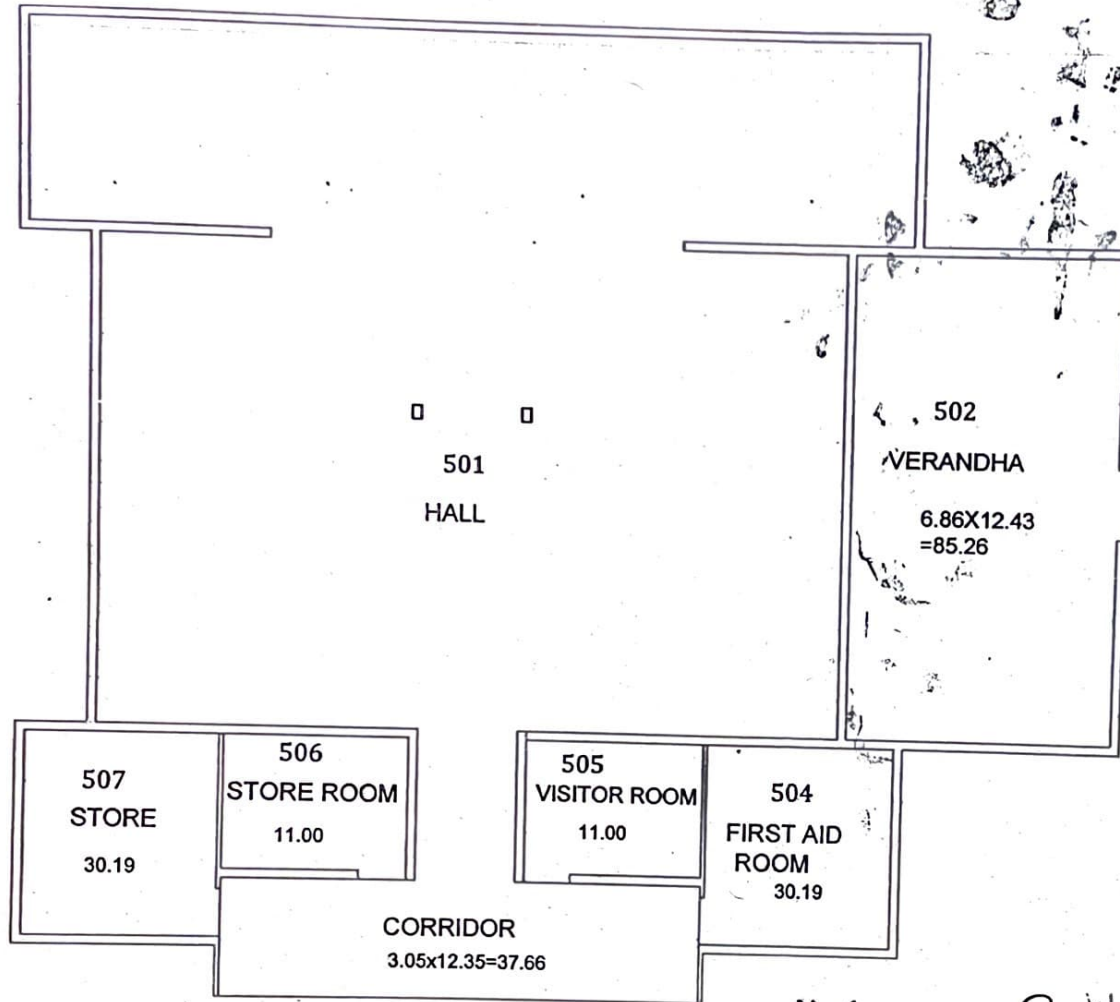 501
HALL
502
VERANDHA
6.86X12.43
=85.26
507
STORE
30.19
506
STORE ROOM
11.00
505
VISITOR ROOM
11.00
504
FIRST AID
ROOM
30.19
CORRIDOR
3.05x12.35=37.66